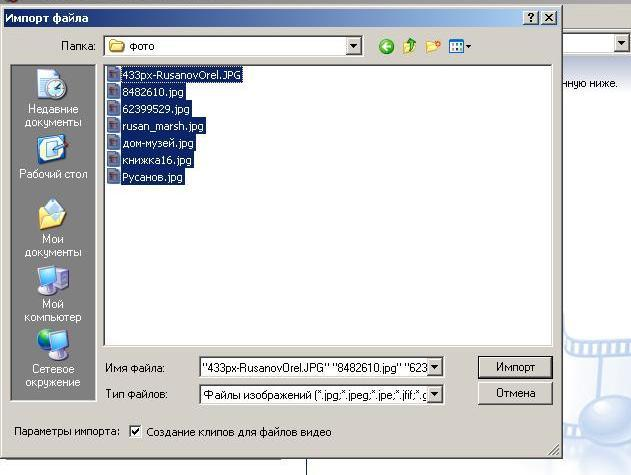 Импорт файла
Папка: Фото
нную ниже.
Недавние
документы
Рабочий стол
Мои
документы
Мой
компьютер
Сетевое
окружение
433px-RusanovOrel.JPG
8482610.jpg
62399529.jpg
rusan_marsh.jpg
дом-музей.jpg
книжка16.jpg
Русанов.jpg
Имя файла: "433px-RusanovOrel.JPG" "8482610.jpg" "623
Импорт
Тип файлов: Файлы изображений (*.jpg;*.jpeg;*.jpe;*.jfif;*.g
Отмена
Параметры импорта: Создание клипов для файлов видео